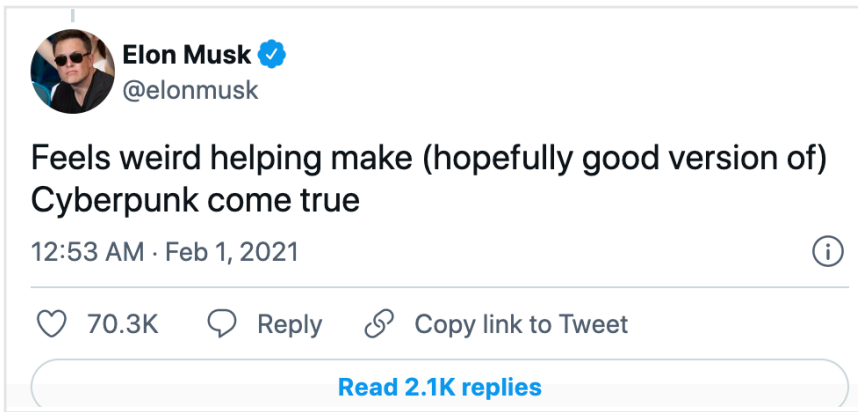 Elon Musk
@elonmusk
Feels weird helping make (hopefully good version of)
Cyberpunk come true
12:53 AM · Feb 1, 2021
70.3K Reply Copy link to Tweet
Read 2.1K replies